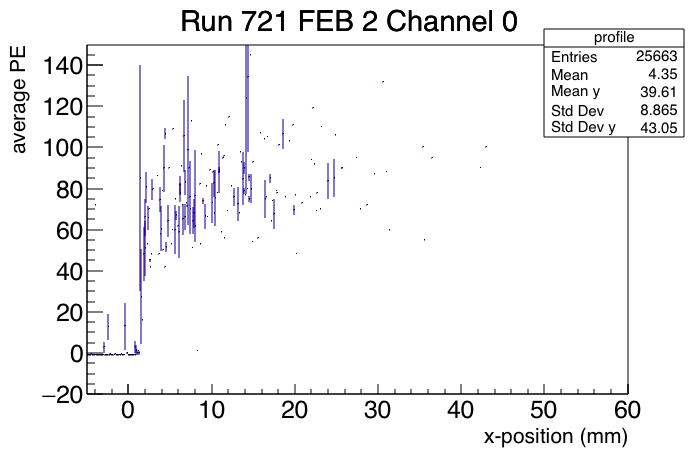 Run 721 FEB 2 Channel 0
profile
Entries 25663
Mean 4.35
Mean y 39.61
Std Dev 8.865
Std Dev y 43.05
average PE
140
120
100
80
60
40
20
0
−20
0 10 20 30 40 50 60
x-position (mm)